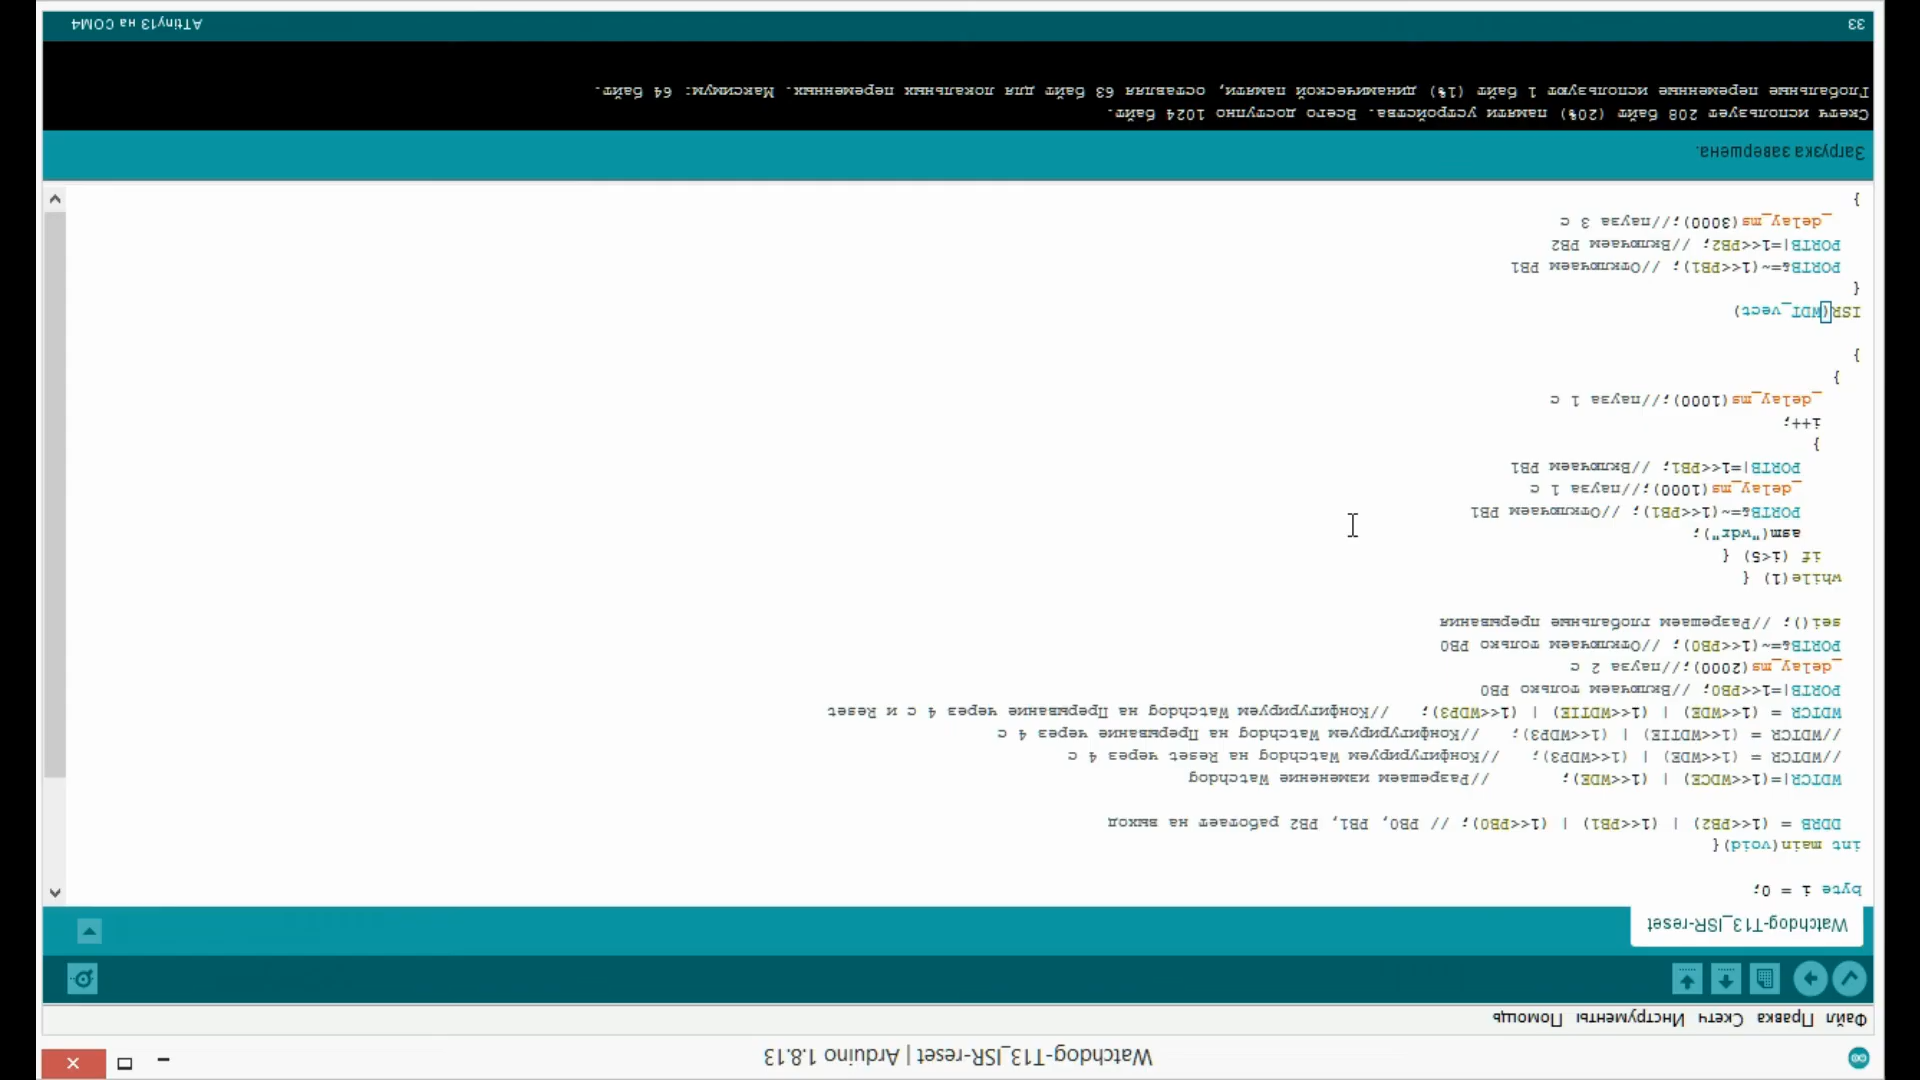 Watchdog-T13_ISR-reset | Arduino 1.8.13
Файл Правка Скетч Инструменты Помощь
Watchdog-T13_ISR-reset
byte i = 0;
int main(void){
DDRB = (1<<PB2) | (1<<PB1) | (1<<PB0); // PB0, PB1, PB2 работает на выход
WDTCR|=(1<<WDCE) | (1<<WDE); //Разрешаем изменение Watchdog
//WDTCR = (1<<WDE) | (1<<WDP3); //Конфигурируем Watchdog на Reset через 4 с
//WDTCR = (1<<WDTIE) | (1<<WDP3); //Конфигурируем Watchdog на Прерывание через 4 с
WDTCR = (1<<WDE) | (1<<WDTIE) | (1<<WDP3); //Конфигурируем Watchdog на Прерывание через 4 с и Reset
PORTB|=1<<PB0; //Включаем только PB0
_delay_ms(2000);//пауза 2 с
PORTB&=~(1<<PB0); //Отключаем только PB0
sei(); //Разрешаем глобальные прерывания
while(1) {
if (i<5) {
asm("wdr");
PORTB&=~(1<<PB1); //Отключаем PB1
_delay_ms(1000);//пауза 1 с
PORTB|=1<<PB1; //Включаем PB1
}
i++;
_delay_ms(1000);//пауза 1 с
}
}
ISR(WDT_vect)
{
PORTB&=~(1<<PB1); //Отключаем PB1
PORTB|=1<<PB2; //Включаем PB2
_delay_ms(3000);//пауза 3 с
}
Загрузка завершена.
Скетч использует 208 байт (20%) памяти устройства. Всего доступно 1024 байт.
Глобальные переменные используют 1 байт (1%) динамической памяти, оставляя 63 байт для локальных переменных. Максимум: 64 байт.
33
ATtiny13 на COM4